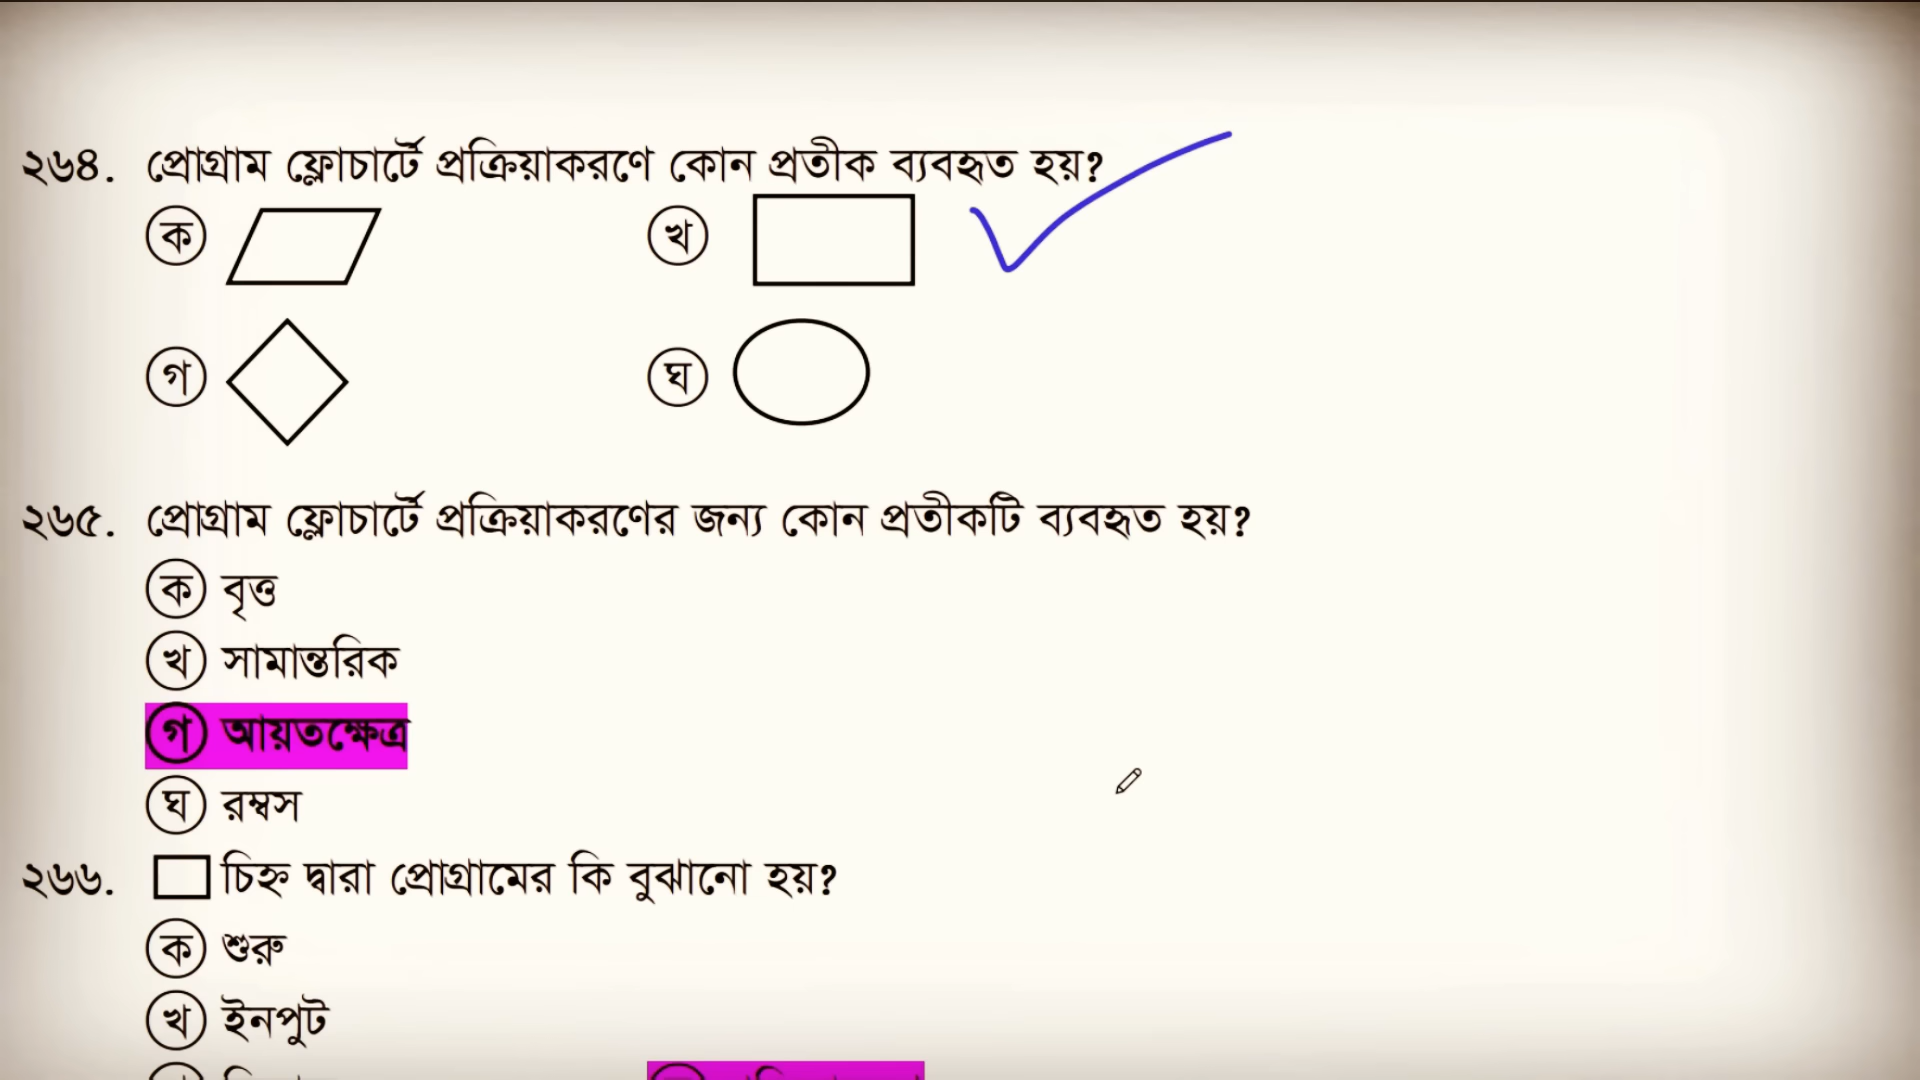 ২৬৪. প্রোগ্রাম ফ্লোচার্টে প্রক্রিয়াকরণে কোন প্রতীক ব্যবহৃত হয়?
ক খ
গ ঘ
২৬৫. প্রোগ্রাম ফ্লোচার্টে প্রক্রিয়াকরণের জন্য কোন প্রতীকটি ব্যবহৃত হয়?
ক বৃত্ত
খ সামান্তরিক
গ আয়তক্ষেত্র
ঘ রম্বস
২৬৬. চিহ্ন দ্বারা প্রোগ্রামের কি বুঝানো হয়?
ক শুরু
খ ইনপুট